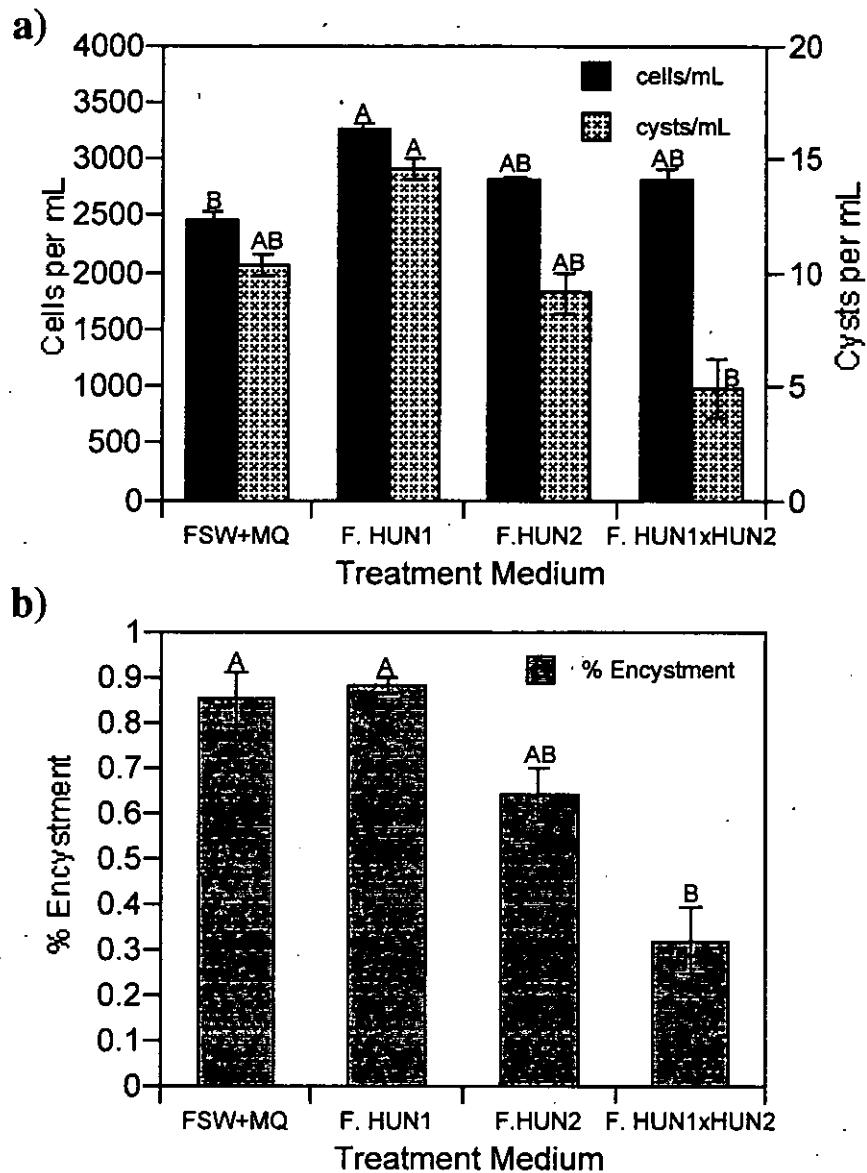 a)
4000
3500
3000
2500
2000
1500
1000
500
0
Cells per mL
20
15
10
5
0
Cysts per mL
cells/mL
cysts/mL
B
AB
A
A
AB
AB
AB
B
FSW+MQ F. HUN1 F.HUN2 F. HUN1xHUN2
Treatment Medium
b)
1
0.9
0.8
0.7
0.6
0.5
0.4
0.3
0.2
0.1
0
% Encystment
% Encystment
A
A
AB
B
FSW+MQ F. HUN1 F.HUN2 F. HUN1xHUN2
Treatment Medium